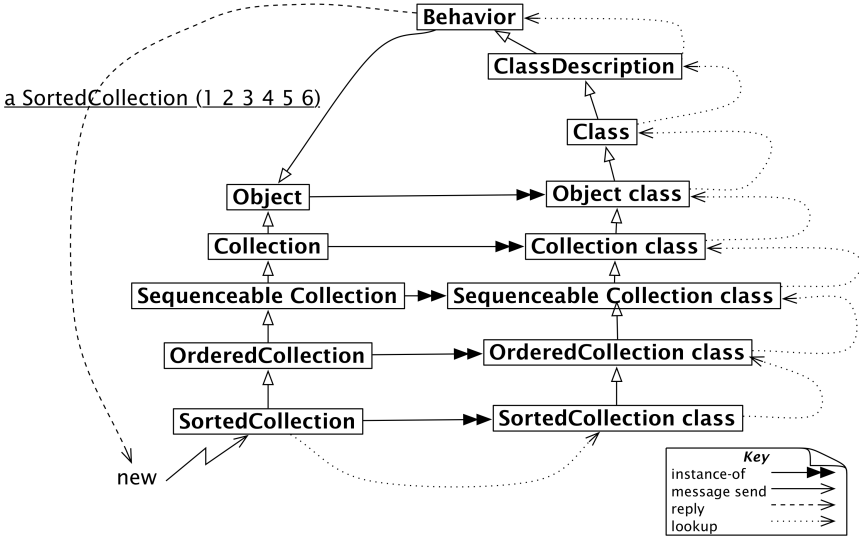 Behavior
ClassDescription
a SortedCollection (1 2 3 4 5 6)
Class
Object
Object class
Collection
Collection class
Sequenceable Collection
Sequenceable Collection class
OrderedCollection
OrderedCollection class
SortedCollection
SortedCollection class
new
Key
instance-of
message send
reply
lookup